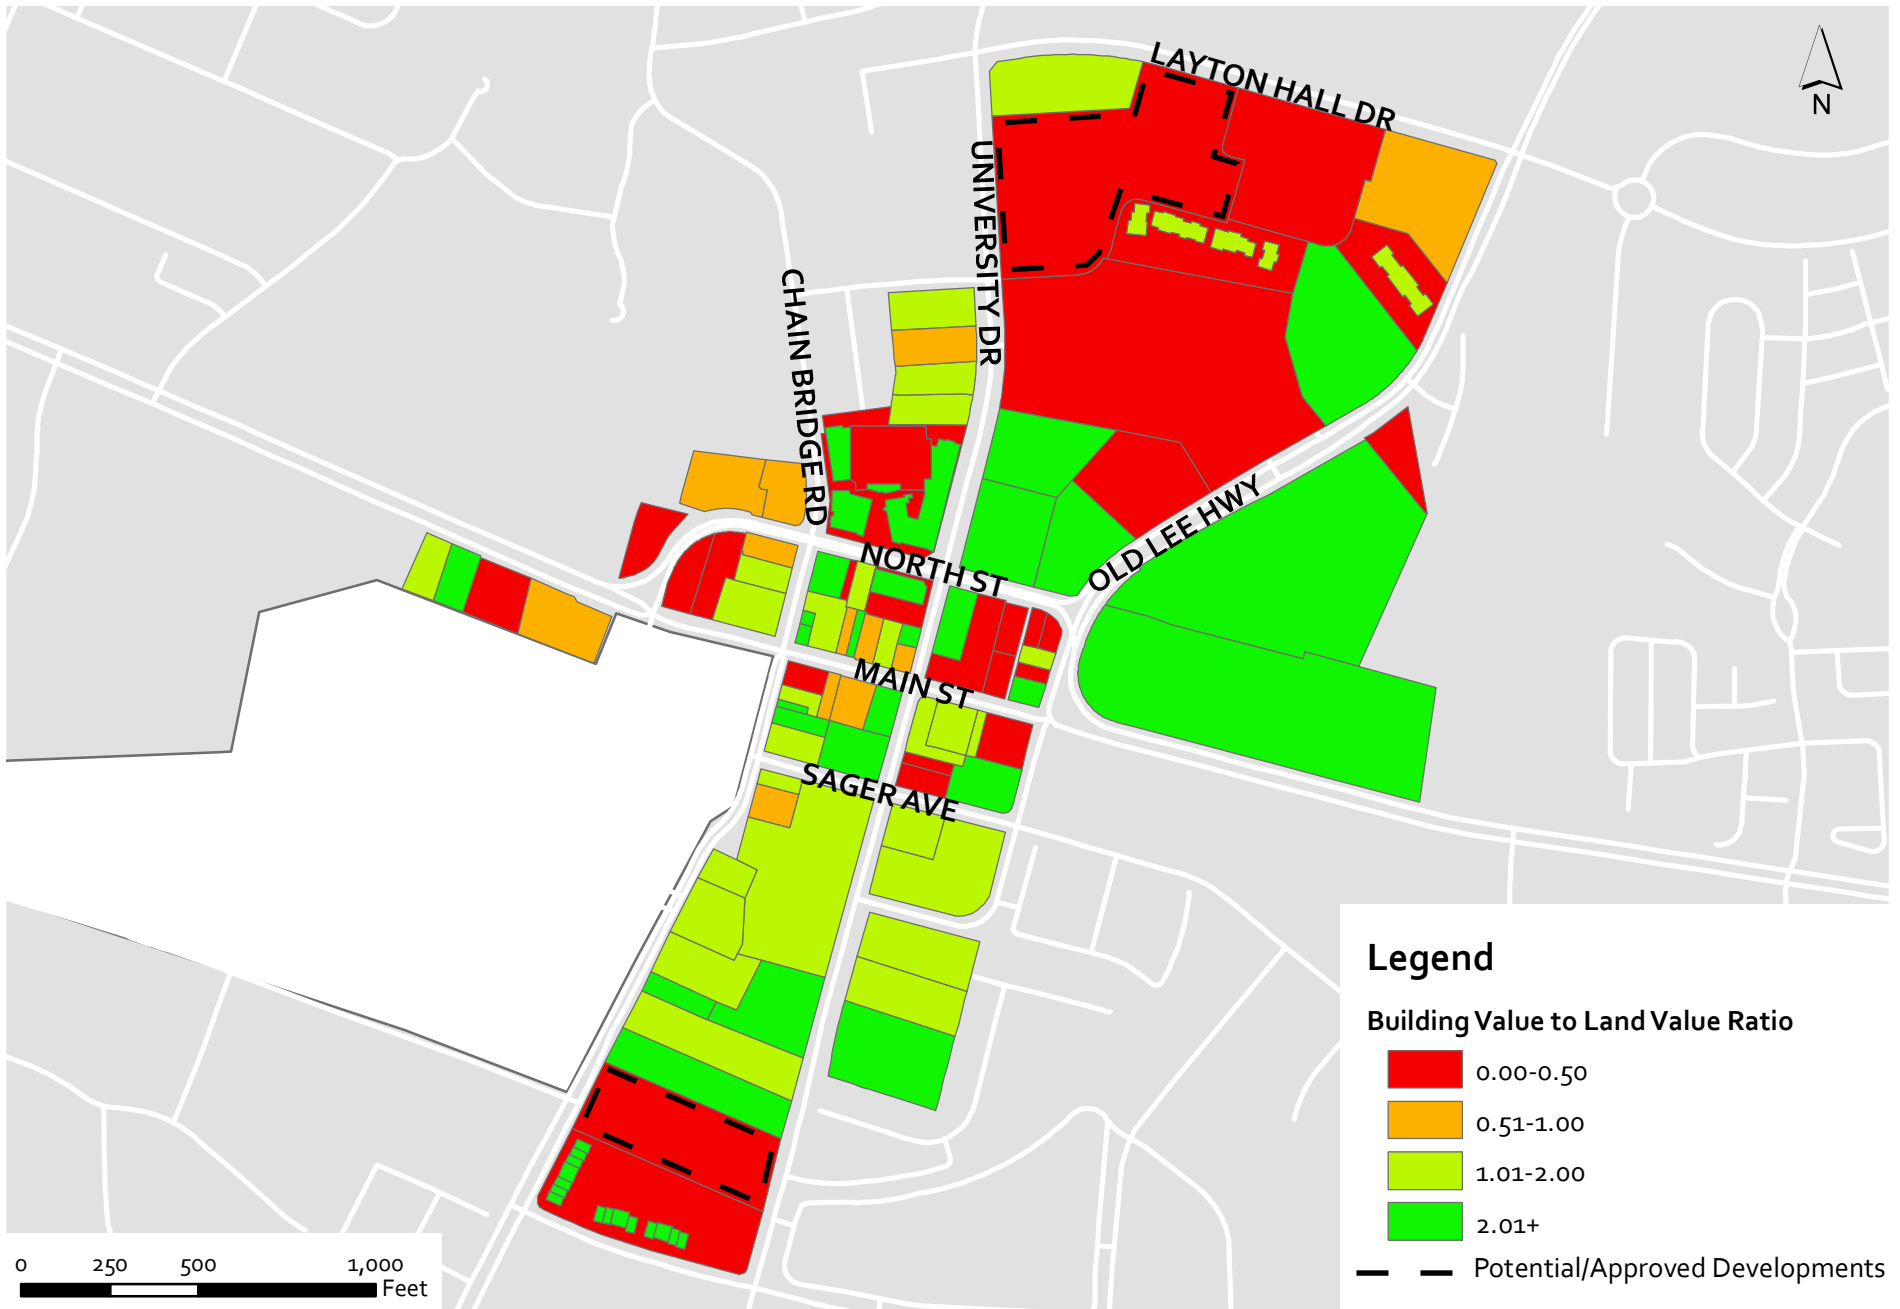 LAYTON HALL DR
N
UNIVERSITY DR
CHAIN BRIDGE RD
OLD LEE HWY
NORTH ST
MAIN ST
SAGER AVE
Legend
Building Value to Land Value Ratio
0.00-0.50
0.51-1.00
1.01-2.00
2.01+
Potential/Approved Developments
0 250 500 1,000
Feet